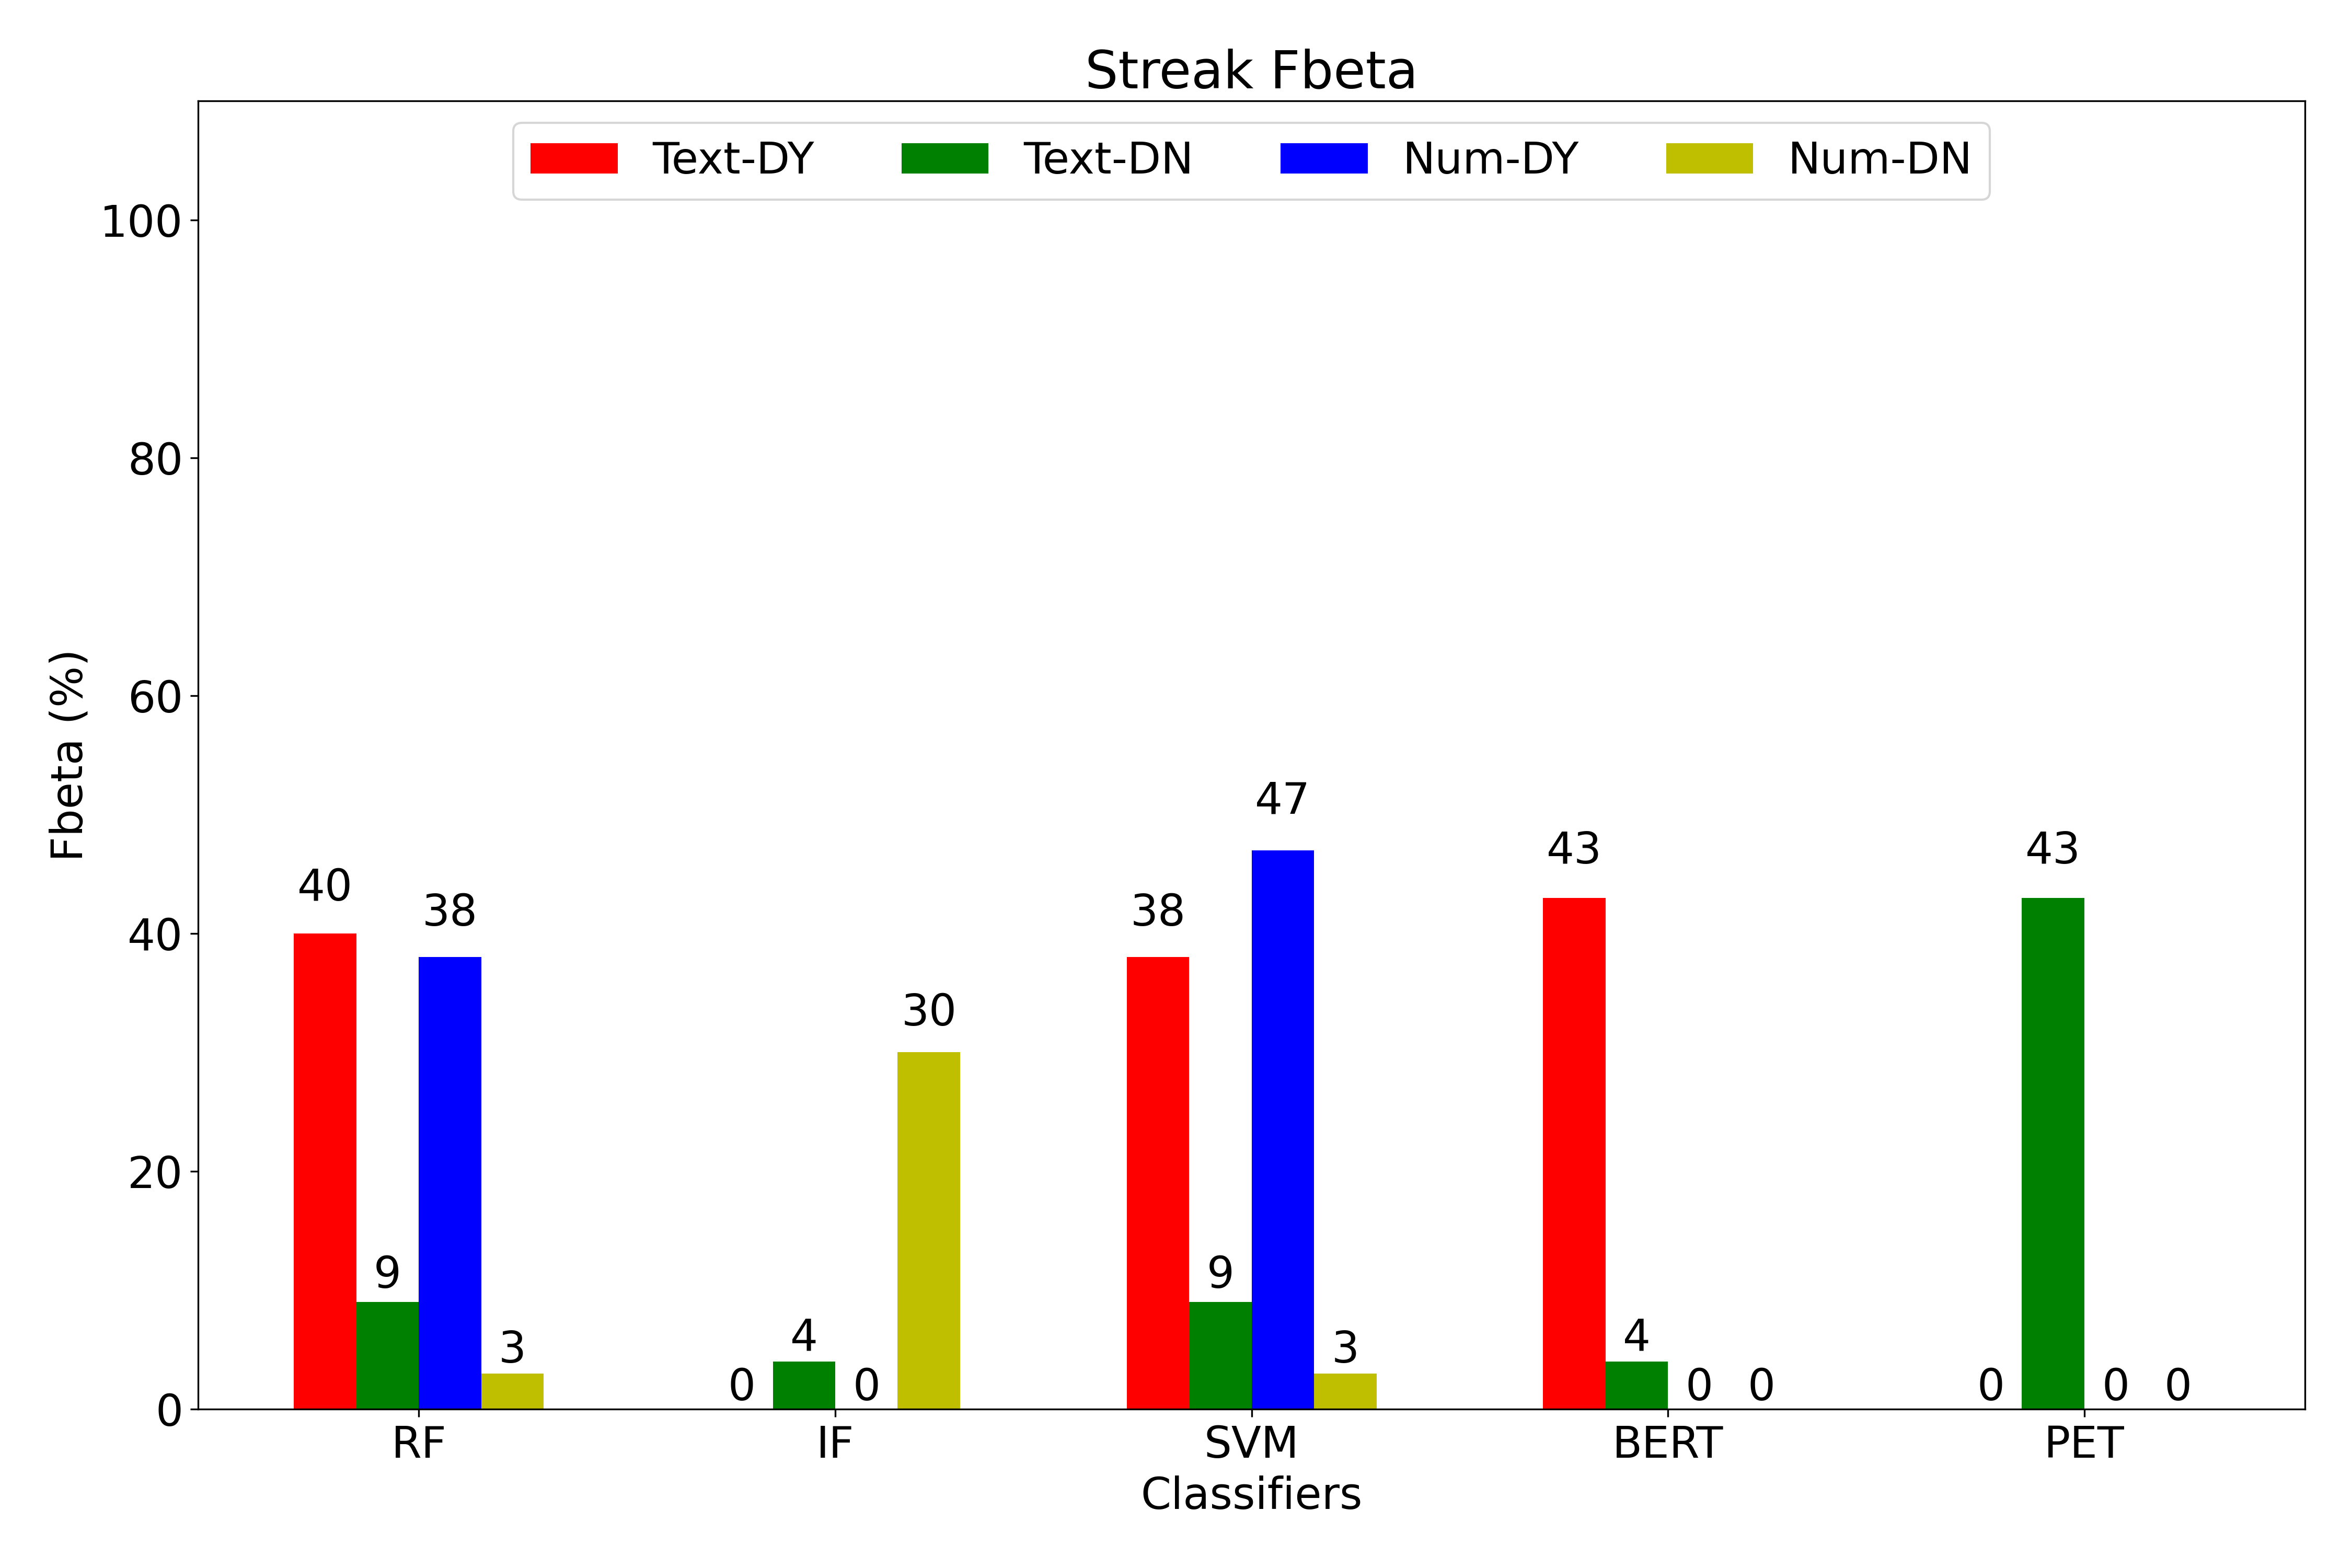 Streak Fbeta
Text-DY Text-DN Num-DY Num-DN
100
80
60
40
20
0
Fbeta (%)
40 9 38 3
0 4 0 30
38 9 47 3
43 4 0 0
0 43 0 0
RF IF SVM BERT PET
Classifiers